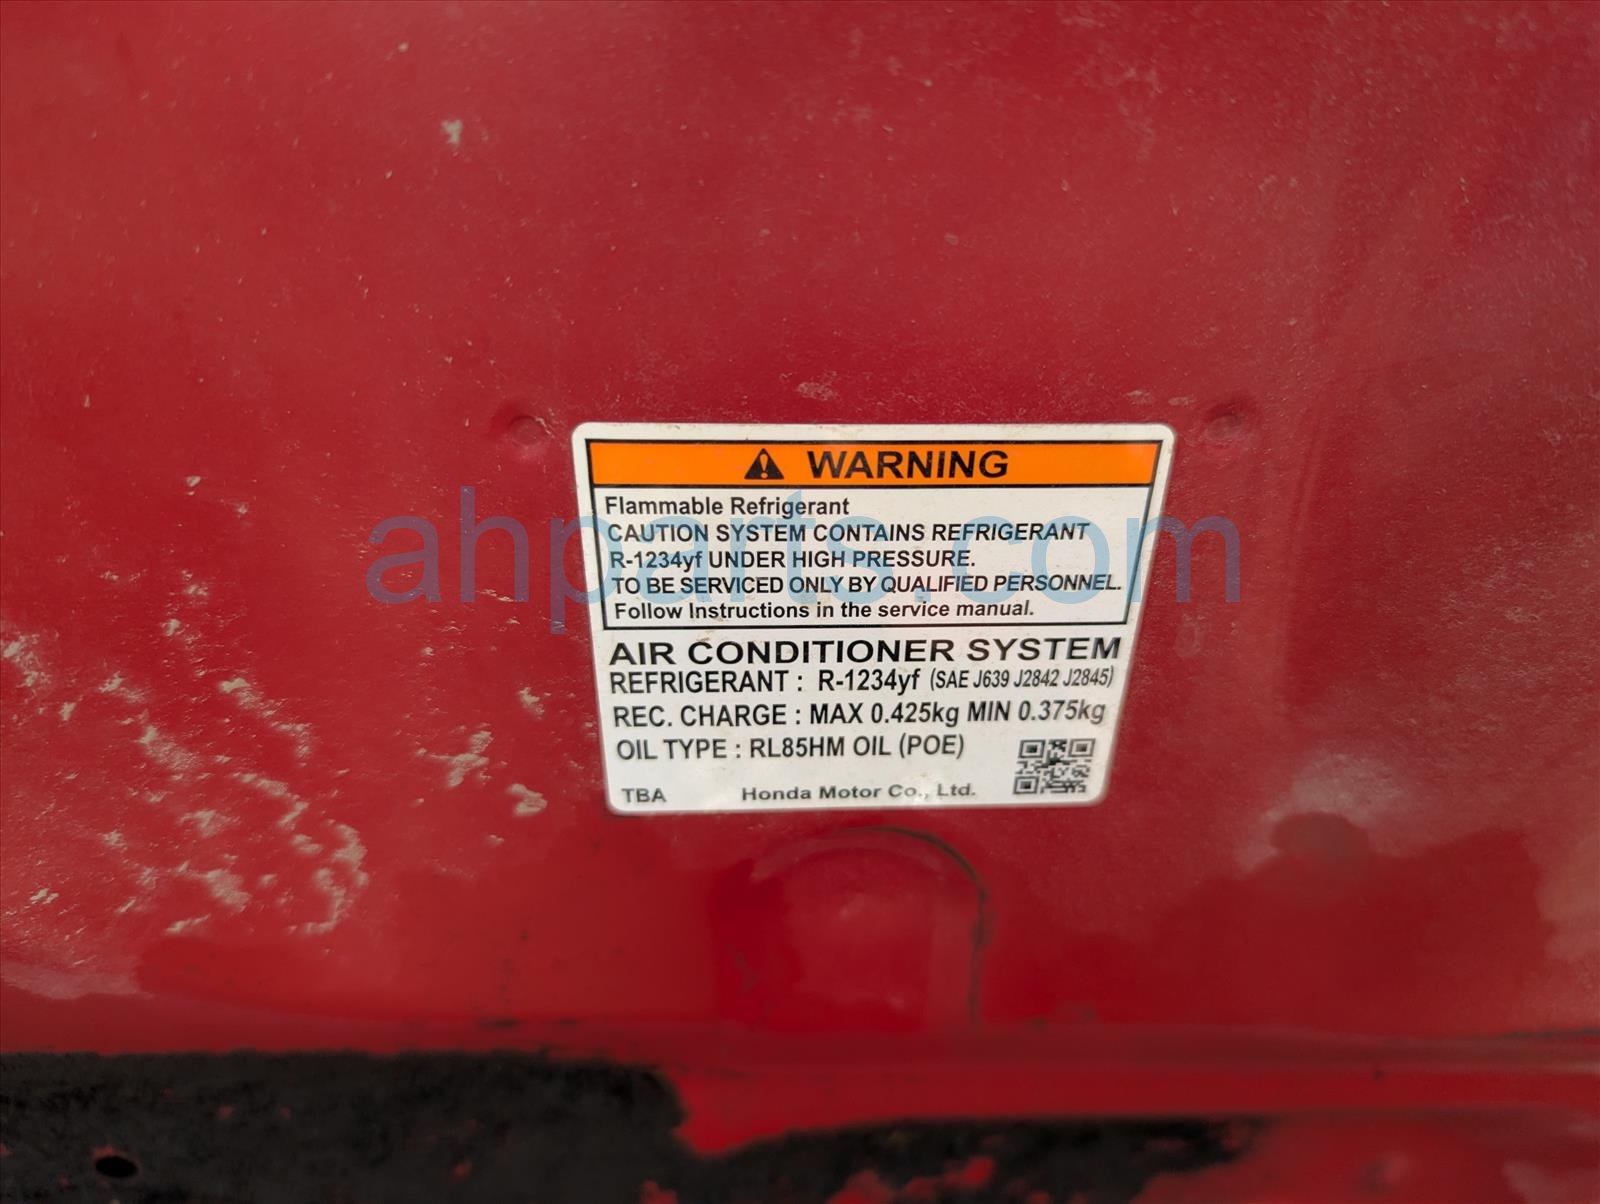 WARNING
Flammable Refrigerant
CAUTION SYSTEM CONTAINS REFRIGERANT
R-1234yf UNDER HIGH PRESSURE.
TO BE SERVICED ONLY BY QUALIFIED PERSONNEL.
Follow Instructions in the service manual.
AIR CONDITIONER SYSTEM
REFRIGERANT : R-1234yf (SAE J639 J2842 J2845)
REC. CHARGE : MAX 0.425kg MIN 0.375kg
OIL TYPE : RL85HM OIL (POE)
TBA Honda Motor Co., Ltd.
ahparts.com